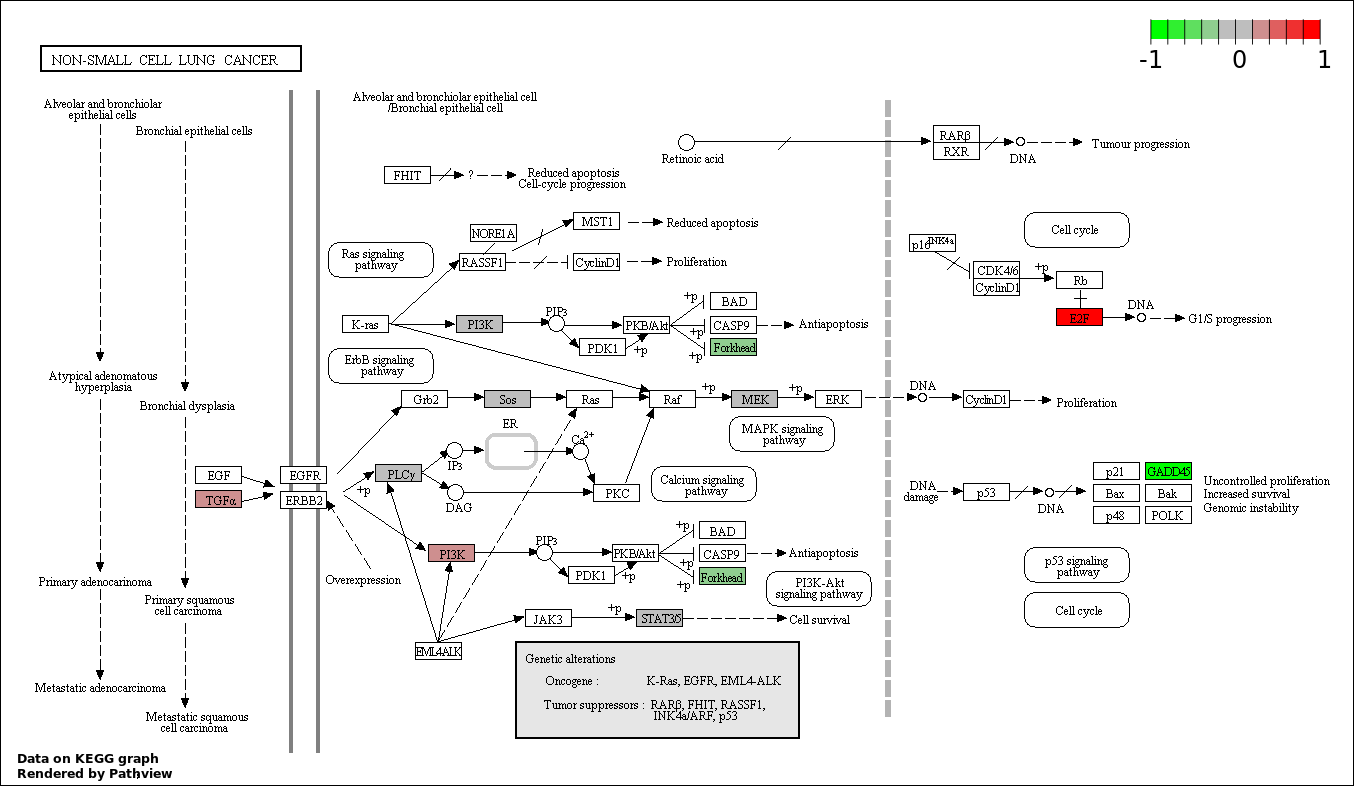 -1 0 1
NON-SMALL CELL LUNG CANCER
Alveolar and bronchiolar
epithelial cells
Bronchial epithelial cells
Atypical adenomatous
hyperplasia
Bronchial dysplasia
Primary adenocarinoma
Primary squamous
cell carcinoma
Metastatic adenocarcinoma
Metastatic squamous
cell carcinoma
Alveolar and bronchiolar epithelial cell
/Bronchial epithelial cell
Retinoic acid
RARβ
RXR
DNA
Tumour progression
FHIT
?
Reduced apoptosis
Cell-cycle progression
NORE1A
MST1
Reduced apoptosis
Ras signaling
pathway
RASSF1
CyclinD1
Proliferation
p16INK4a
Cell cycle
CDK4/6
CyclinD1
+p
Rb
E2F
DNA
G1/S progression
K-ras
PI3K
PIP3
PDK1
PKB/Akt
+p
+p
+p
+p
BAD
CASP9
Forkhead
Antiapoptosis
ErbB signaling
pathway
Grb2
Sos
Ras
Raf
+p
MEK
+p
ERK
DNA
CyclinD1
Proliferation
MAPK signaling
pathway
ER
IP3
Ca2+
PLCγ
DAG
PKC
Calcium signaling
pathway
EGF
TGFα
EGFR
ERBB2
+p
Overexpression
DNA
damage
p53
DNA
p21
GADD45
Bax
Bak
p48
POLK
Uncontrolled proliferation
Increased survival
Genomic instability
PI3K
PIP3
PDK1
PKB/Akt
+p
+p
+p
+p
BAD
CASP9
Forkhead
Antiapoptosis
PI3K-Akt
signaling pathway
p53 signaling
pathway
Cell cycle
JAK3
+p
STAT3/5
Cell survival
EML4ALK
Genetic alterations
Oncogene : K-Ras, EGFR, EML4-ALK
Tumor suppressors : RARβ, FHIT, RASSF1,
INK4a/ARF, p53
Data on KEGG graph
Rendered by Pathview